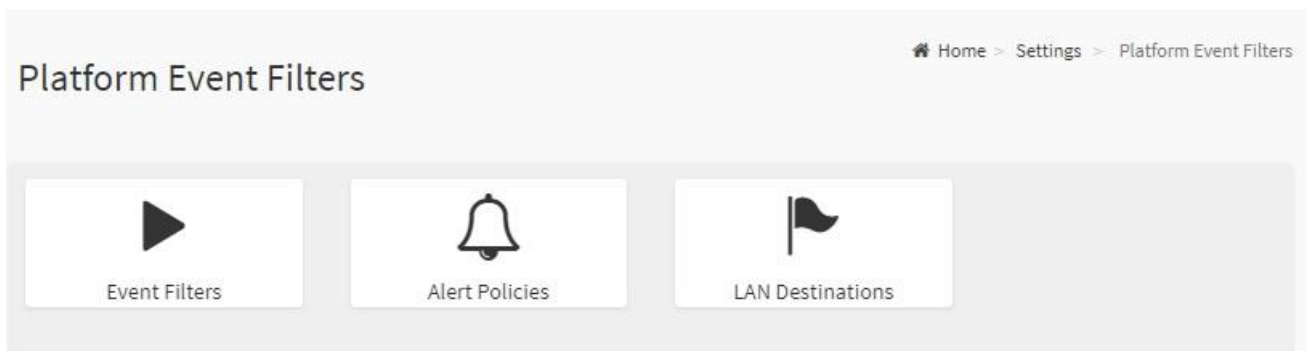 Home > Settings > Platform Event Filters
Platform Event Filters
Event Filters
Alert Policies
LAN Destinations